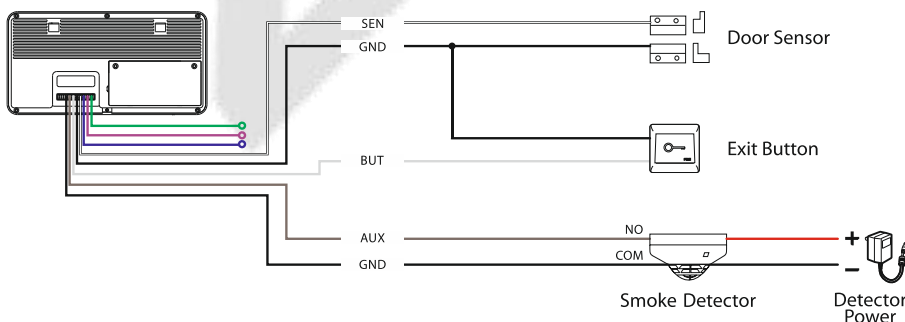 SEN
GND
Door Sensor
BUT
Exit Button
AUX
NO
+
GND
COM
−
Smoke Detector
Detector
Power